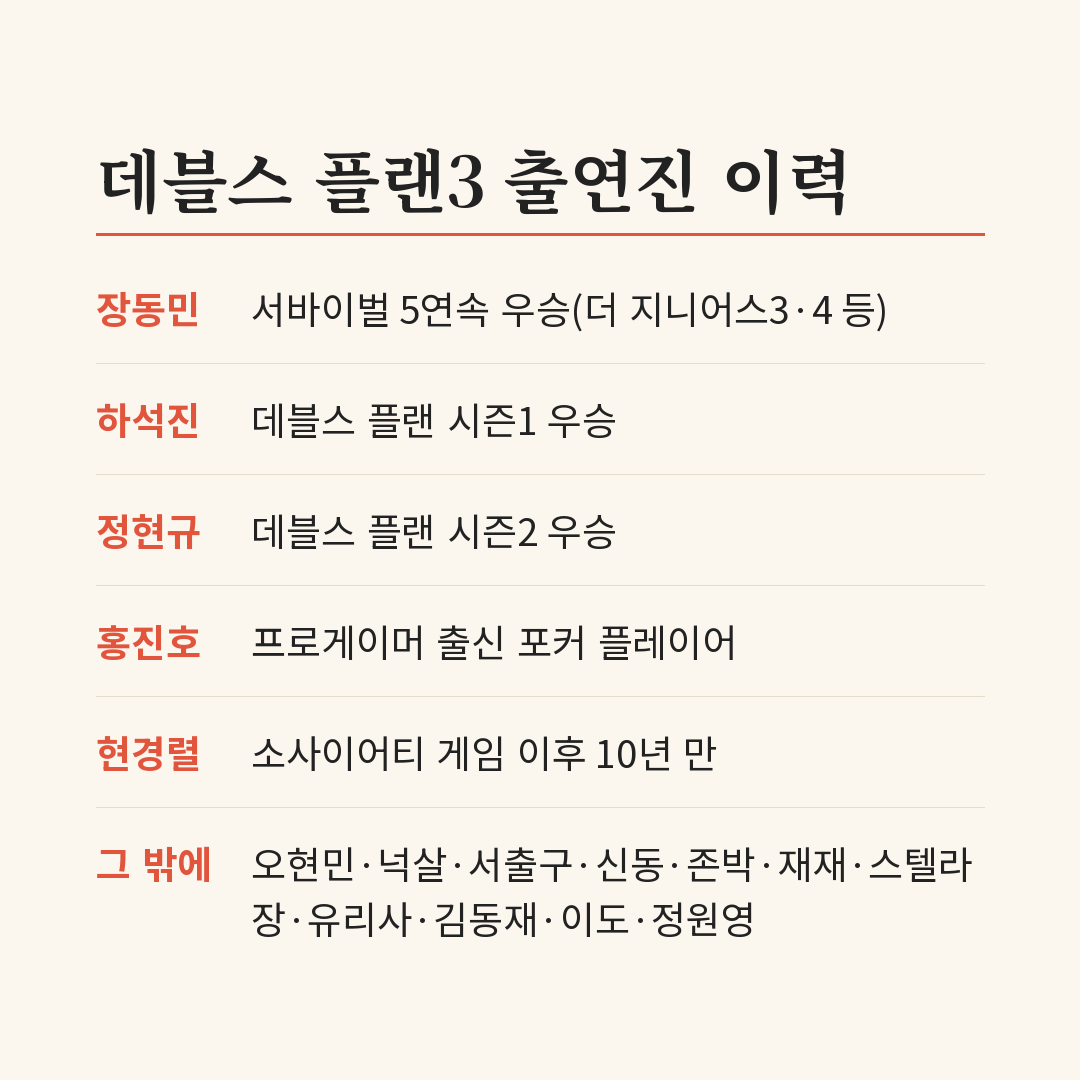 데블스 플랜3 출연진 이력
장동민 서바이벌 5연속 우승(더 지니어스3·4 등)
하석진 데블스 플랜 시즌1 우승
정현규 데블스 플랜 시즌2 우승
홍진호 프로게이머 출신 포커 플레이어
현경렬 소사이어티 게임 이후 10년 만
그 밖에 오현민·넉살·서출구·신동·존박·재재·스텔라
장·유리사·김동재·이도·정원영